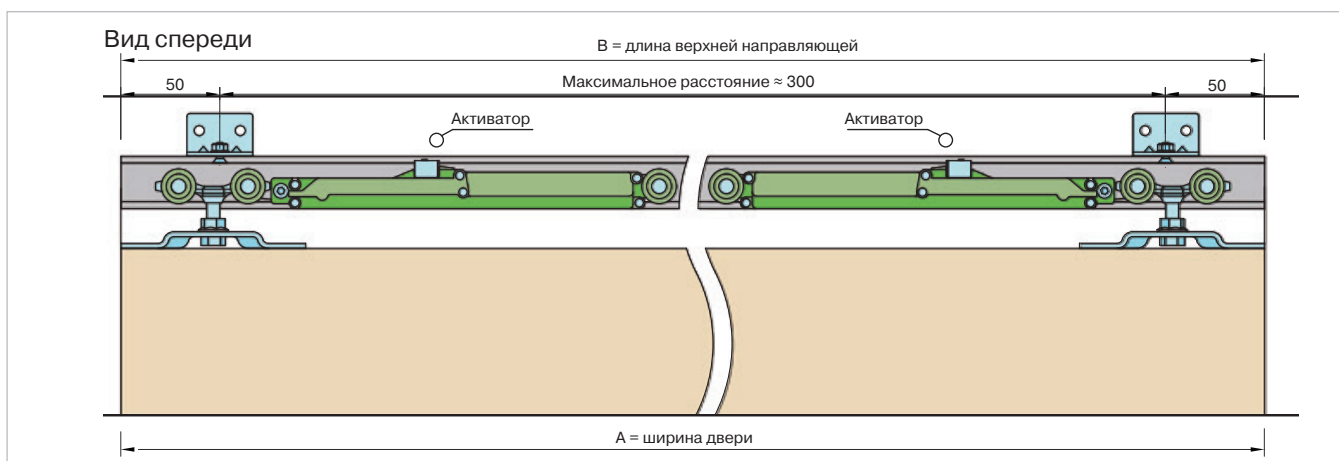 Вид спереди
B = длина верхней направляющей
50
Максимальное расстояние ≈ 300
50
Активатор
Активатор
A = ширина двери